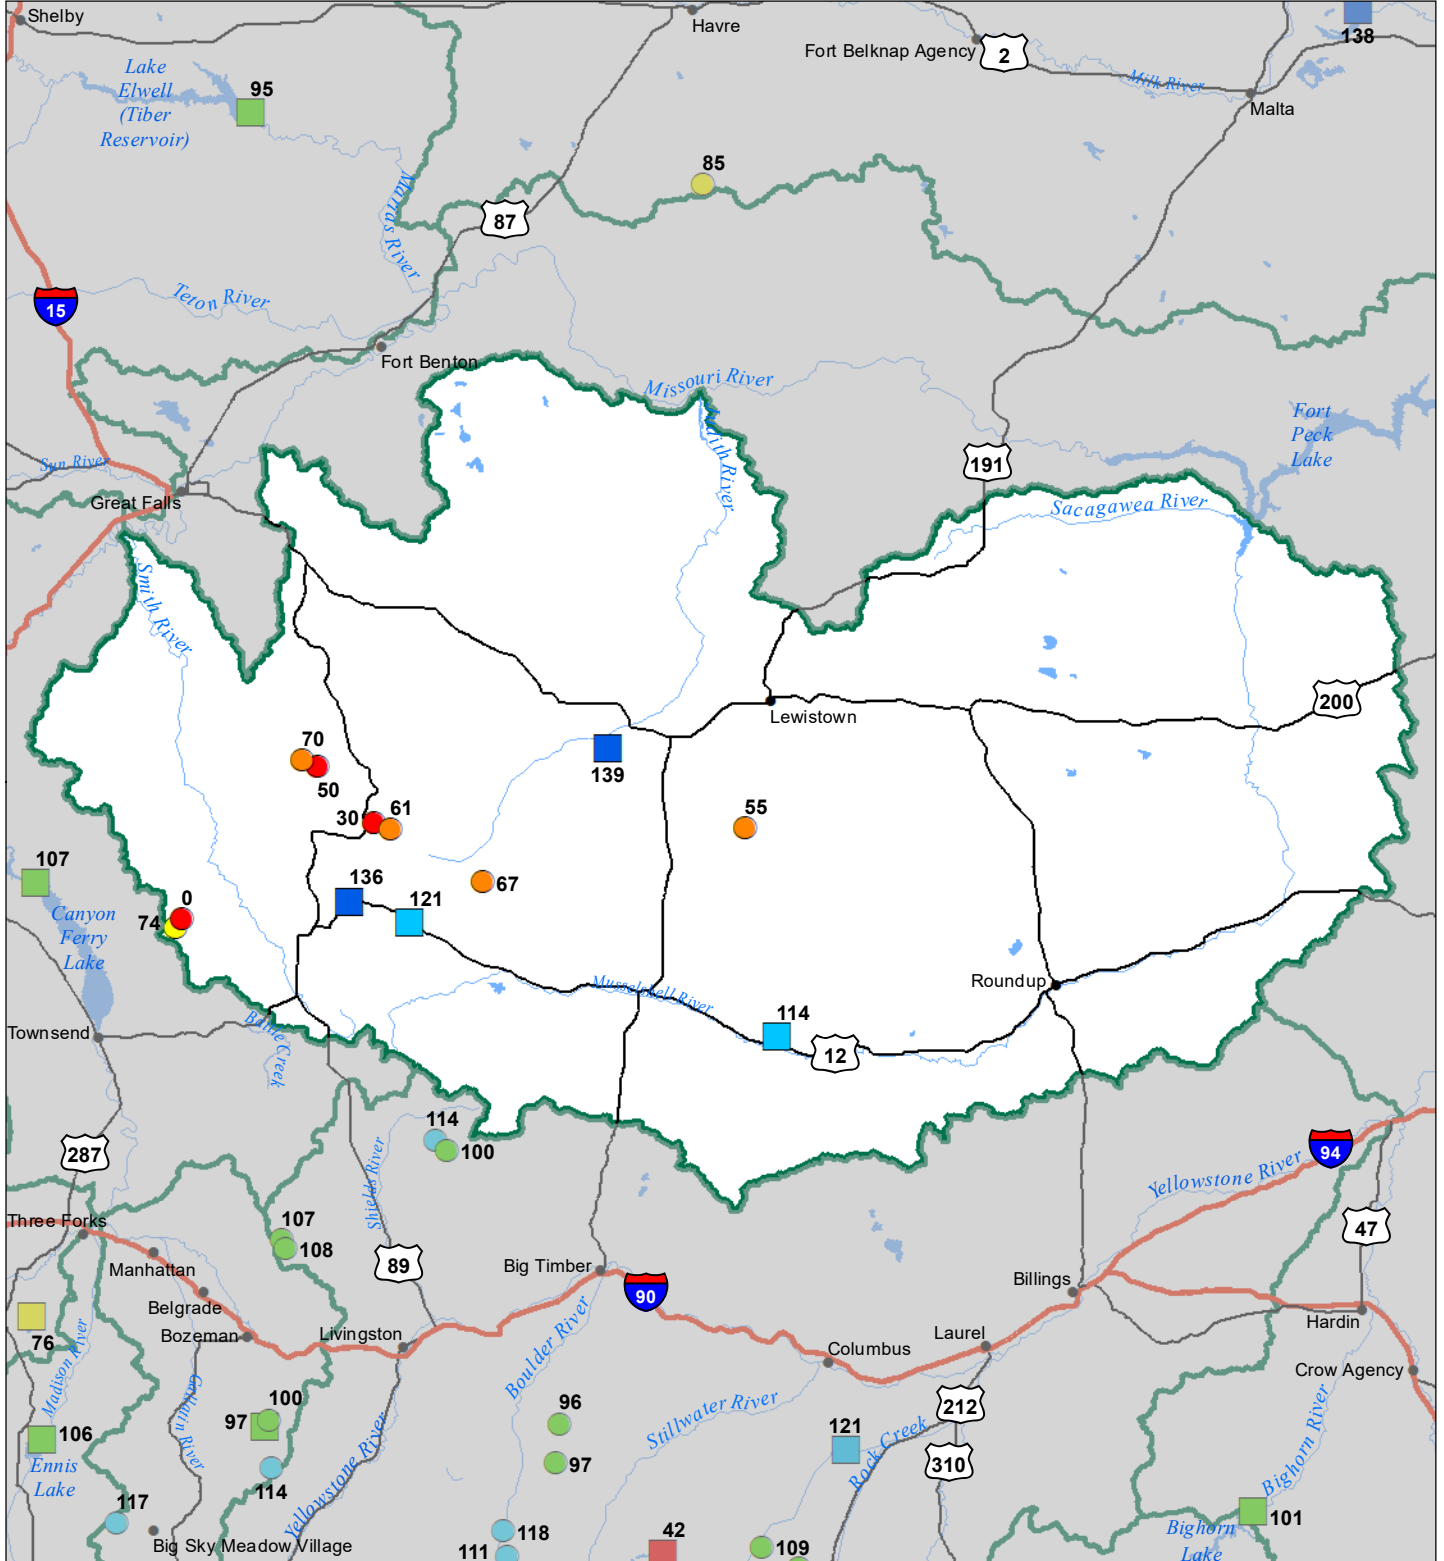 Shelby
Havre
138
Fort Belknap Agency
2
Milk River
Malta
Lake
Elwell
(Tiber
Reservoir)
95
85
Marias River
87
Teton River
15
Fort Benton
Missouri River
Judith River
Fort
Peck
Lake
191
Sun River
Great Falls
Sacagawea River
Smith River
200
Lewistown
70
50
139
30
61
55
107
136
67
121
0
74
Canyon
Ferry
Lake
Roundup
Musselshell River
114
12
Townsend
Battle Creek
114
100
287
Shields River
94
Yellowstone River
Three Forks
107
108
47
Manhattan
89
Big Timber
Billings
90
Belgrade
Bozeman
Livingston
Laurel
Hardin
76
Madison River
Boulder River
Columbus
Crow Agency
Gallatin River
100
97
96
Stillwater River
212
121
Rock Creek
106
Ennis
Lake
Yellowstone River
97
310
Bighorn River
114
117
118
101
Big Sky Meadow Village
111
42
109
Bighorn
Lake